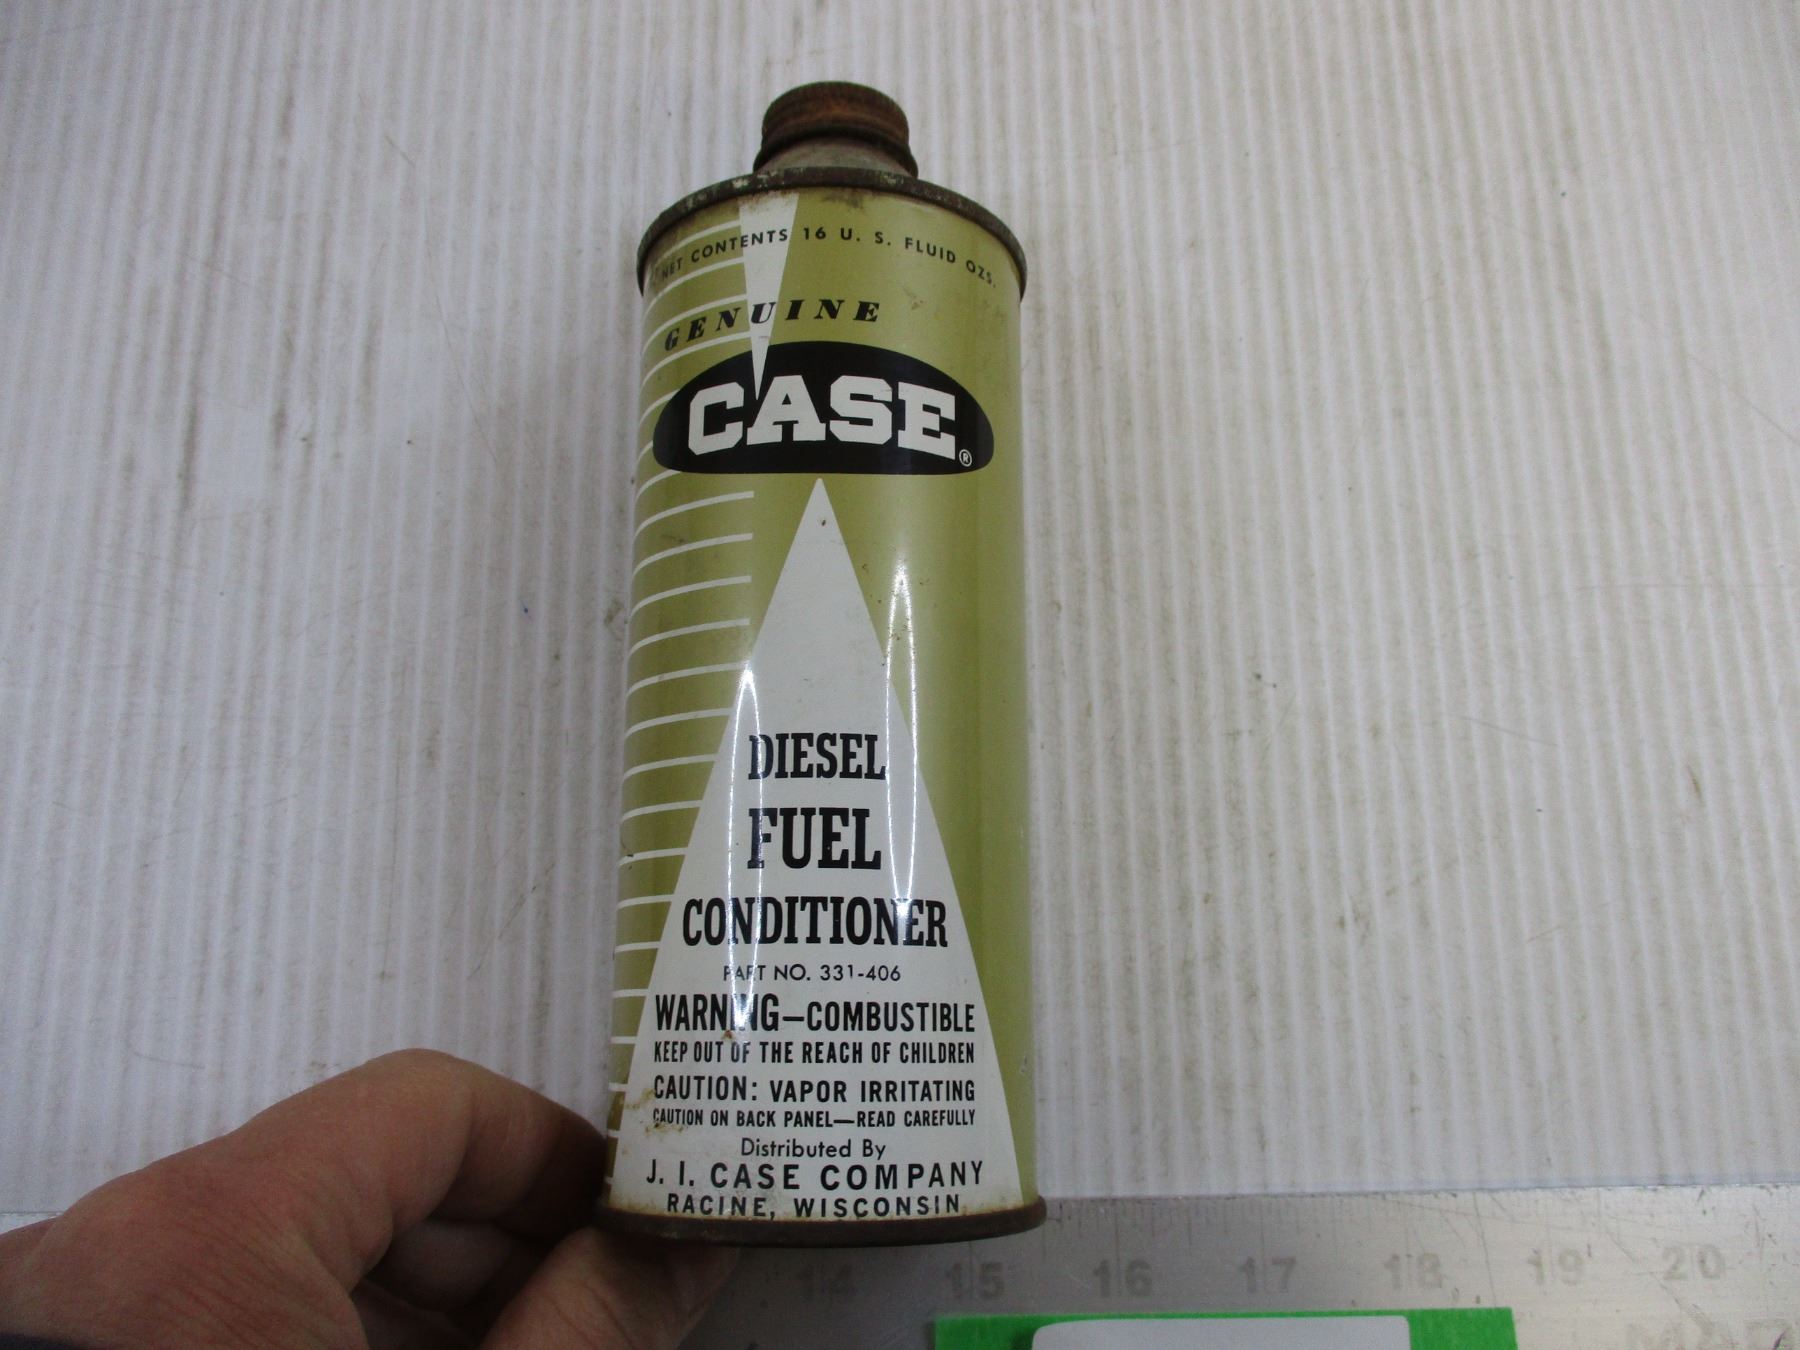 NET CONTENTS 16 U. S. FLUID OZS.
GENUINE
CASE®
DIESEL
FUEL
CONDITIONER
PART NO. 331-406
WARNING—COMBUSTIBLE
KEEP OUT OF THE REACH OF CHILDREN
CAUTION: VAPOR IRRITATING
CAUTION ON BACK PANEL—READ CAREFULLY
Distributed By
J. I. CASE COMPANY
RACINE, WISCONSIN
14 15 16 17 18 19 20